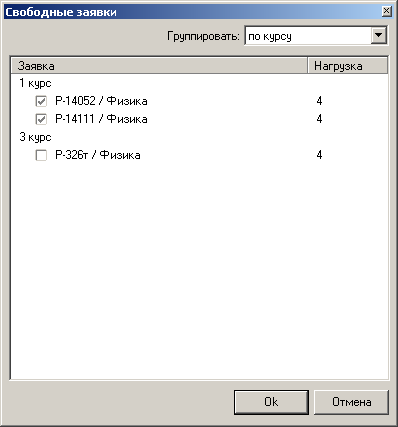 Свободные заявки
Группировать: по курсу
Заявка Нагрузка
1 курс
Р-14052 / Физика 4
Р-14111 / Физика 4
3 курс
Р-326т / Физика 4
Ok Отмена